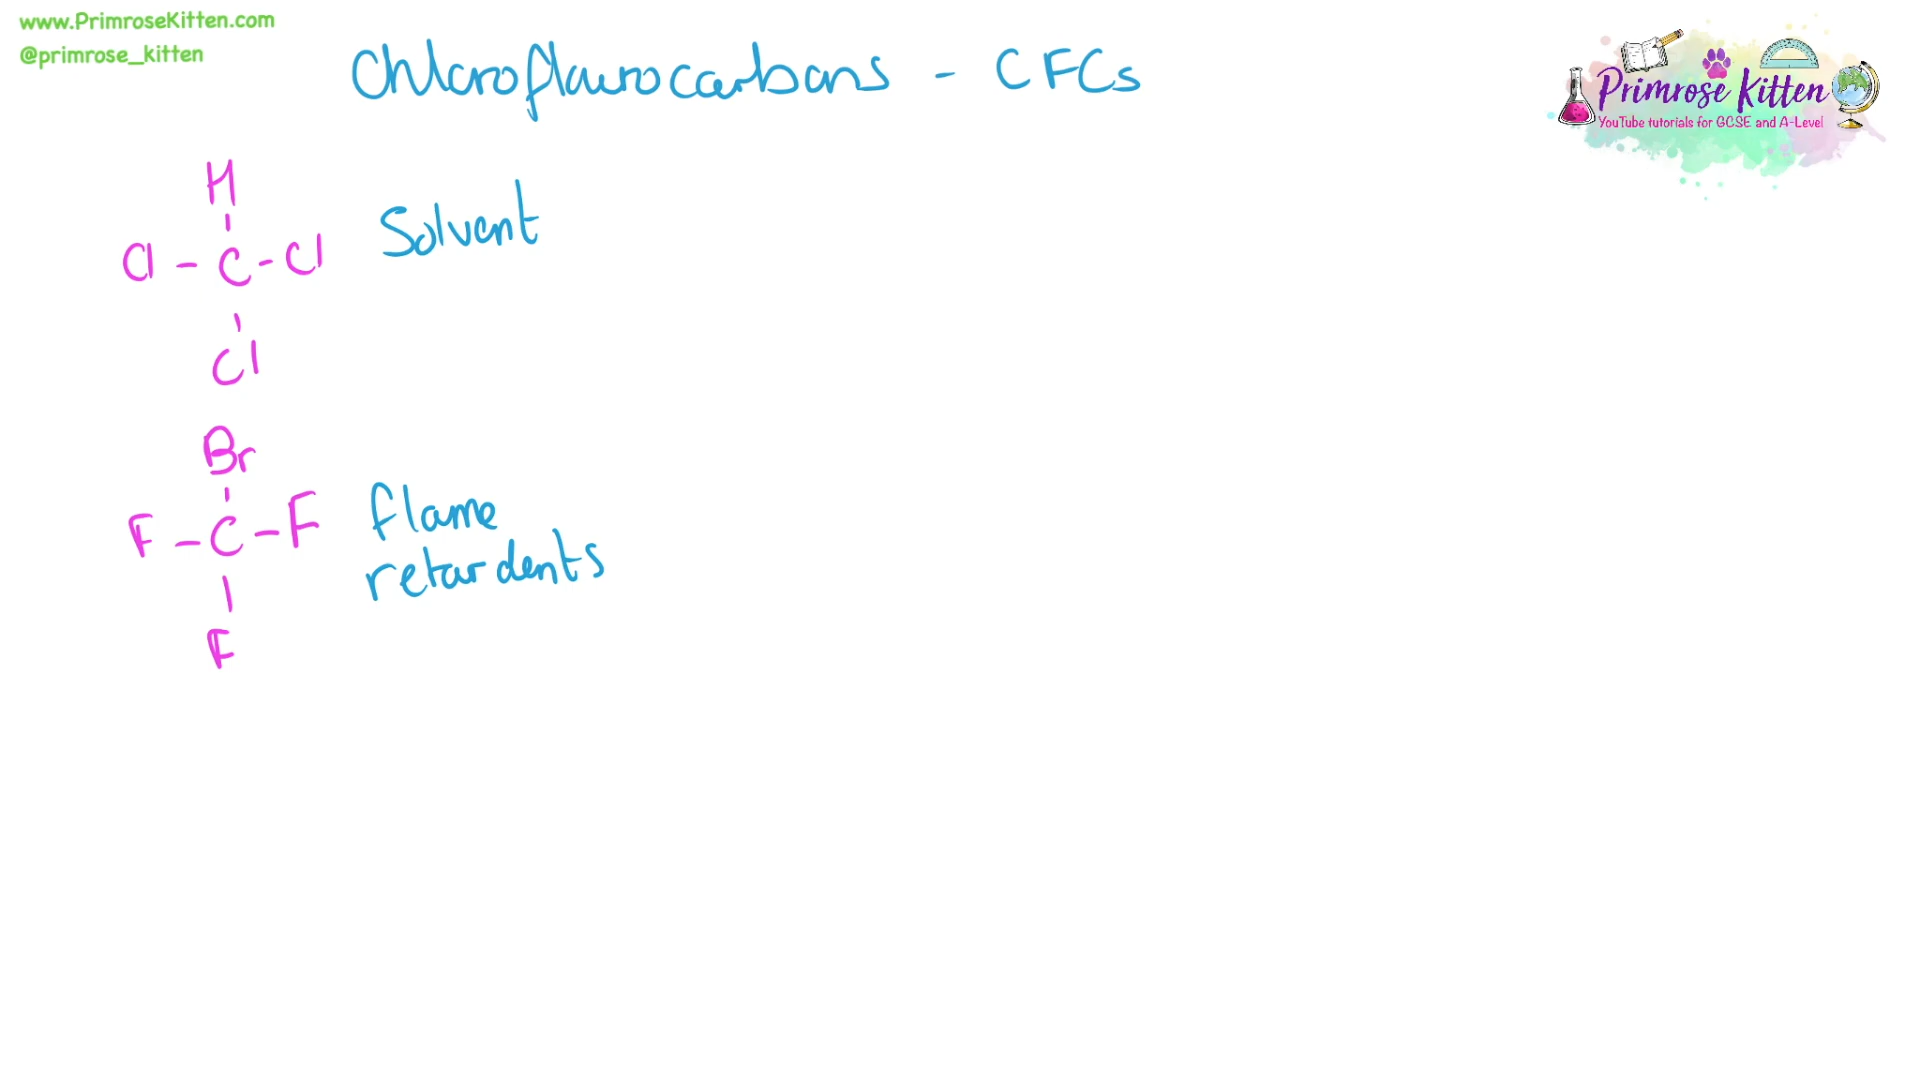 www.PrimroseKitten.com
@primrose_kitten
Chloroflourocarbons - CFCs
Primrose Kitten
YouTube tutorials for GCSE and A-Level
H
Cl - C - Cl
Cl
Solvent
Br
F - C - F
F
flame
retardents